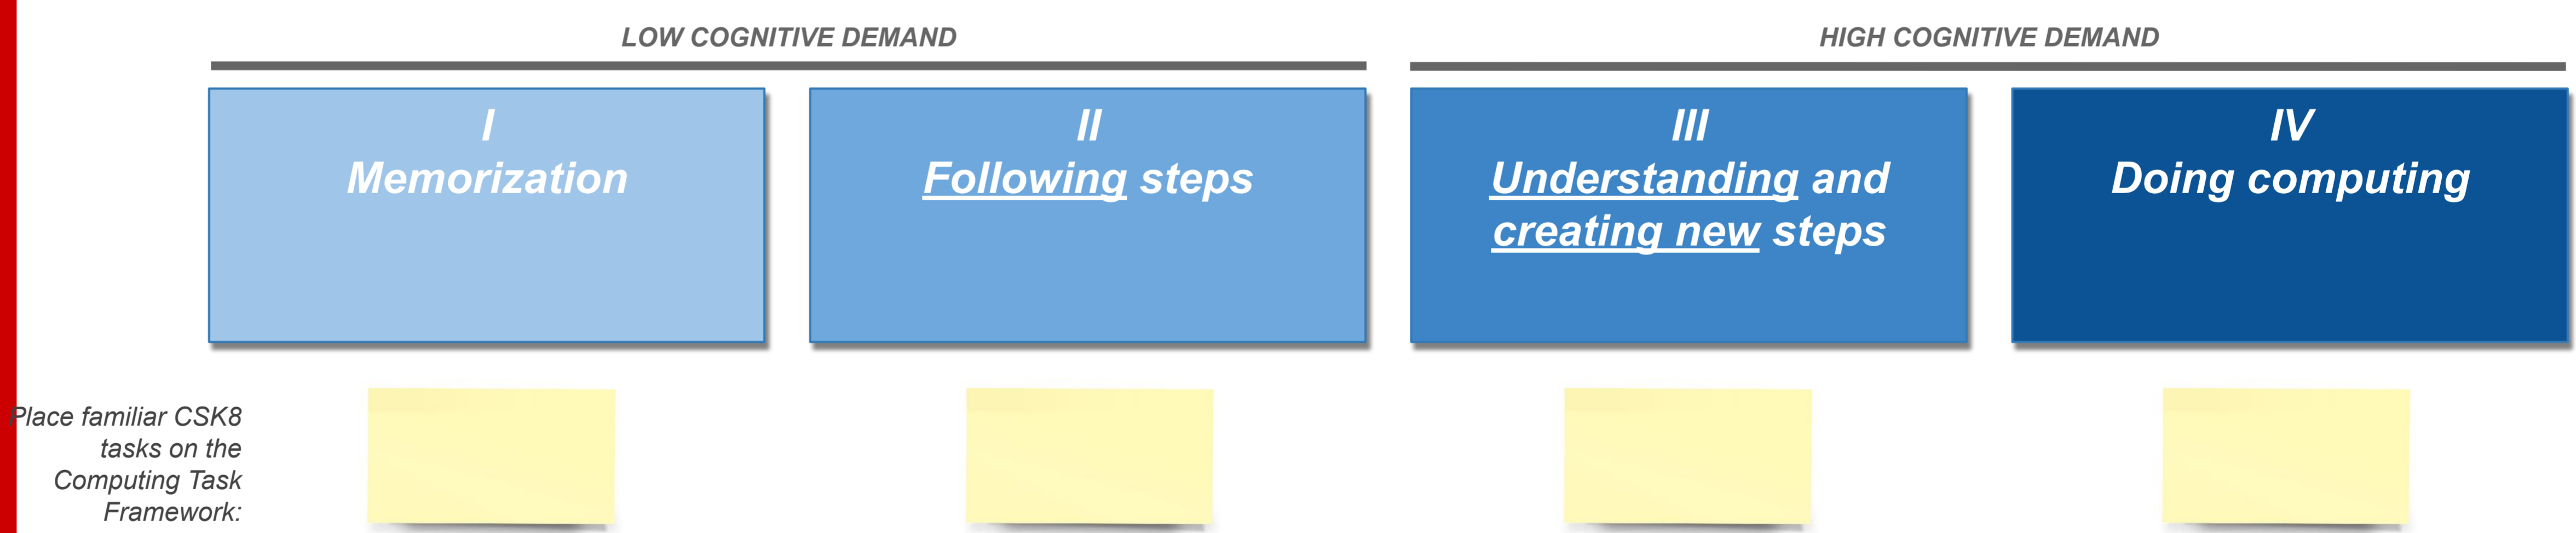 LOW COGNITIVE DEMAND
HIGH COGNITIVE DEMAND
I
Memorization
II
Following steps
III
Understanding and
creating new steps
IV
Doing computing
Place familiar CSK8
tasks on the
Computing Task
Framework: